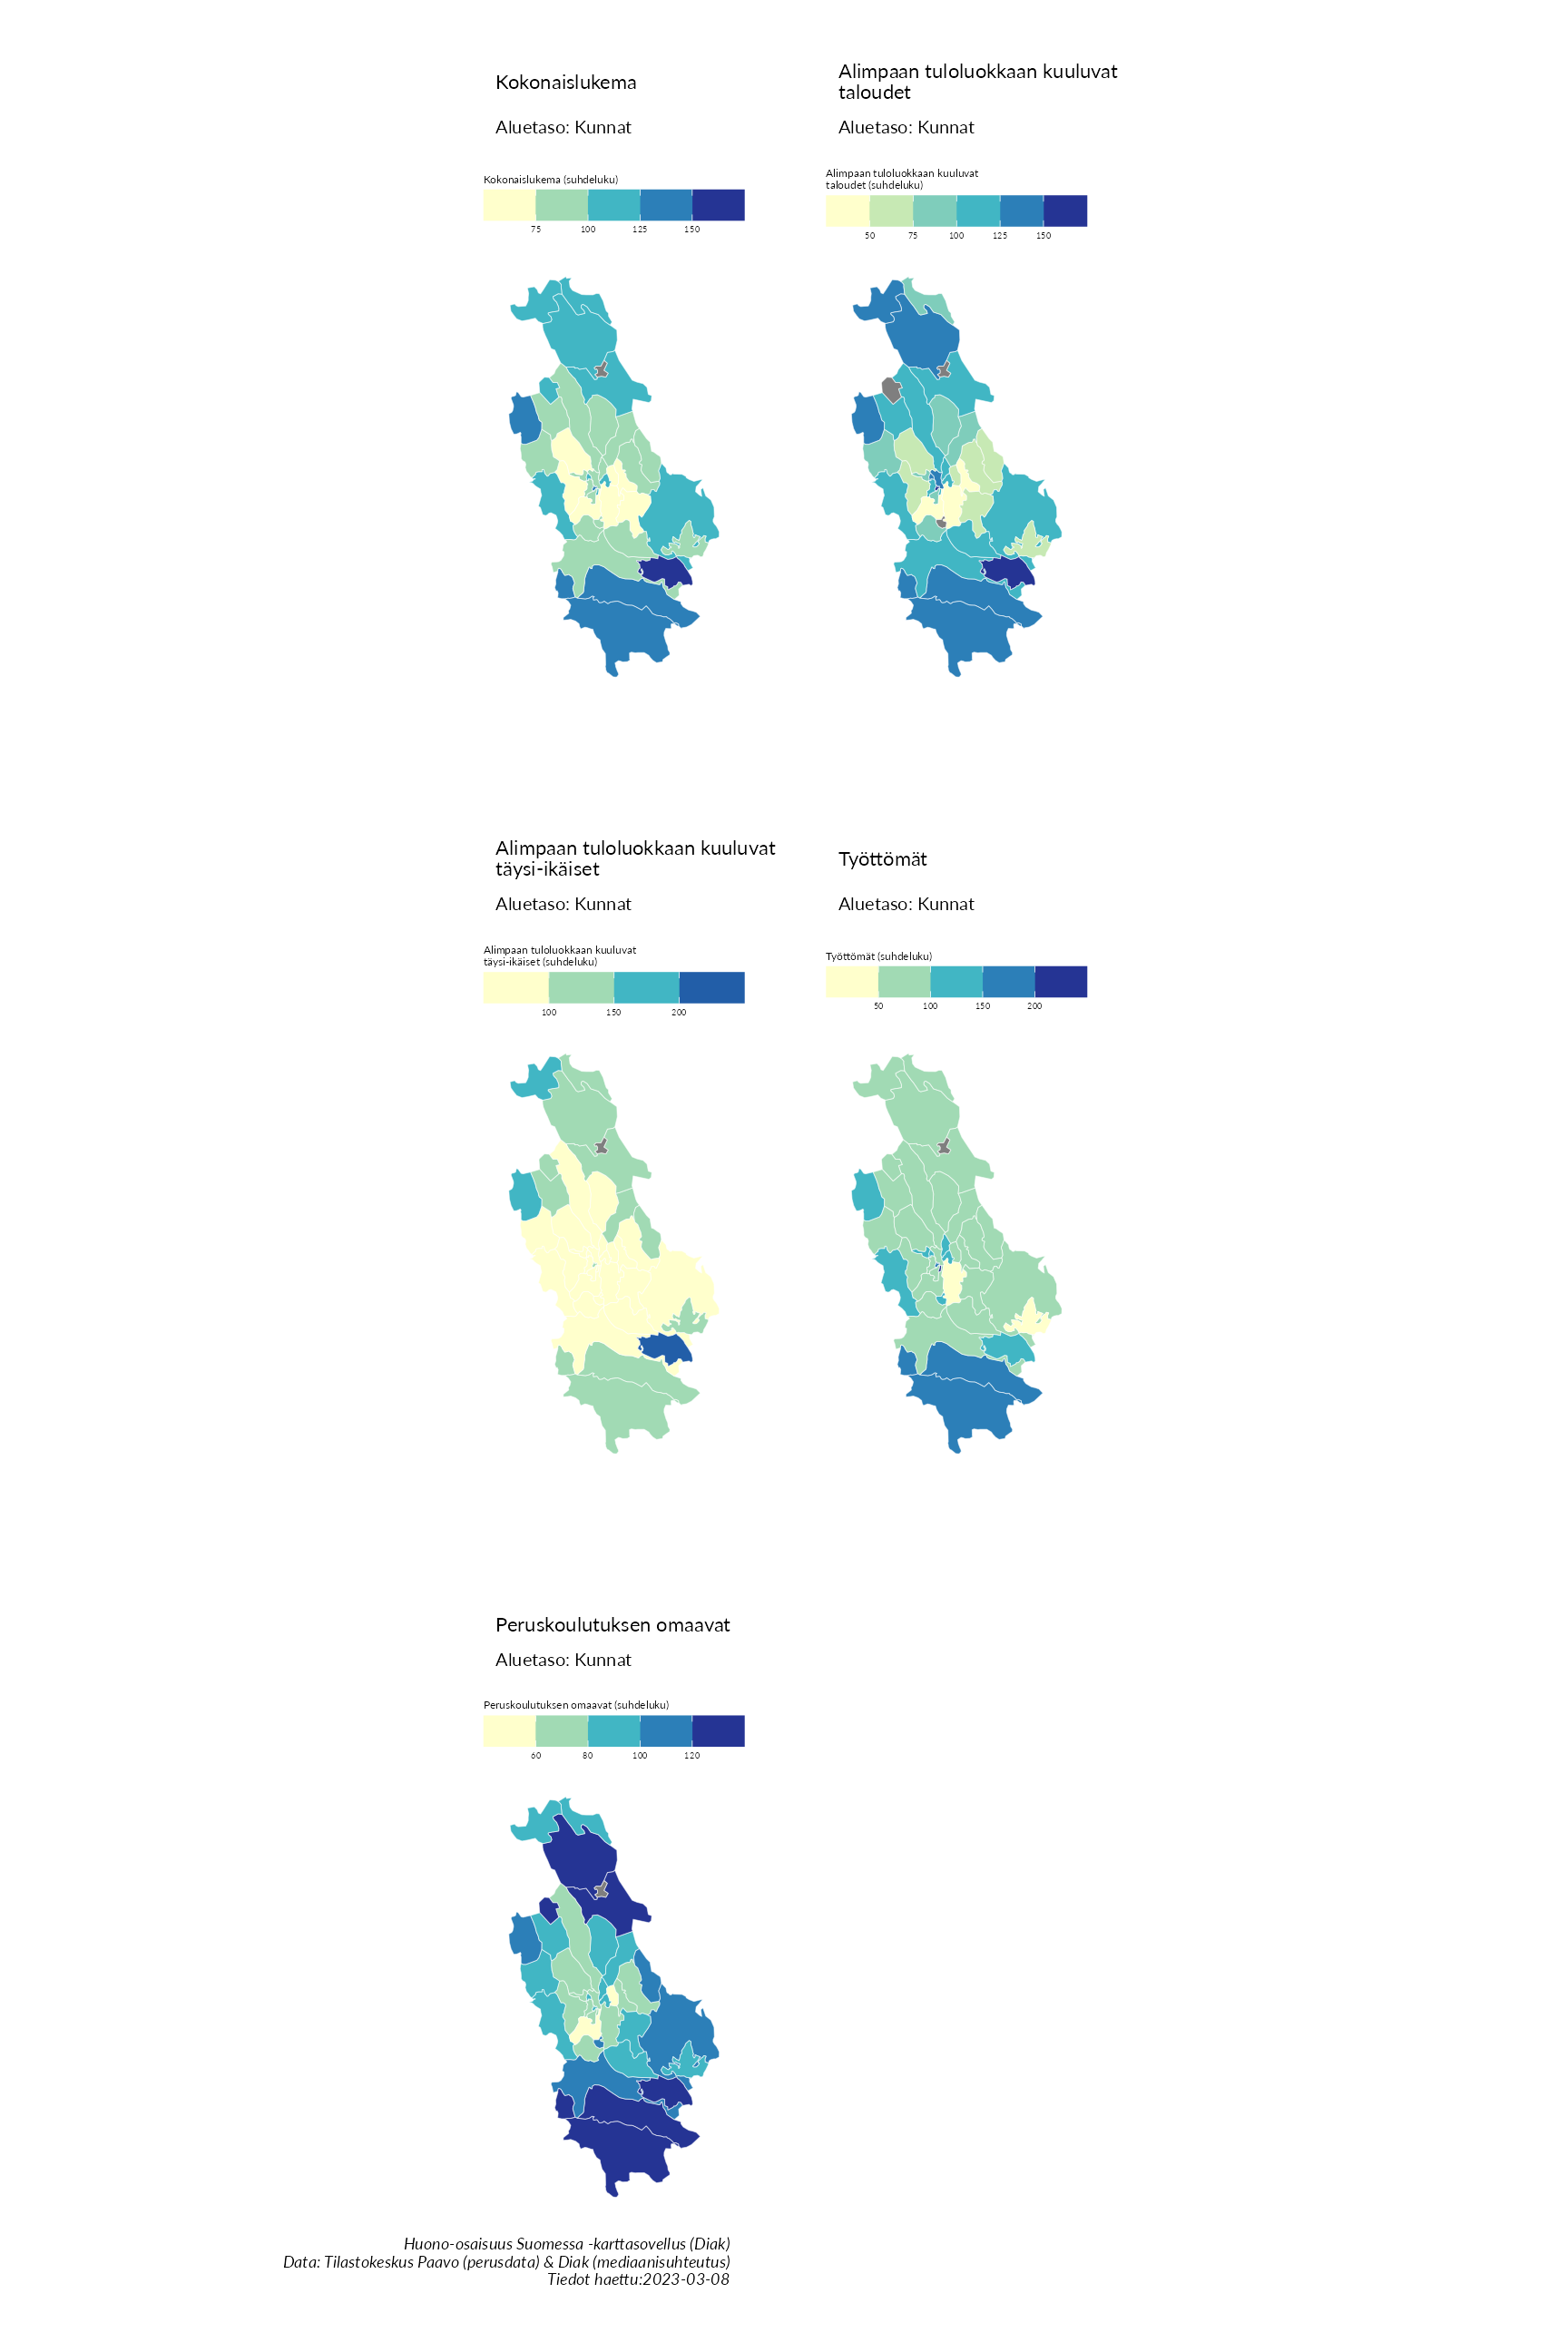 Kokonaislukema
Aluetaso: Kunnat
Kokonaislukema (suhdeluku)
75 100 125 150
Alimpaan tuloluokkaan kuuluvat
taloudet
Aluetaso: Kunnat
Alimpaan tuloluokkaan kuuluvat
taloudet (suhdeluku)
50 75 100 125 150
Alimpaan tuloluokkaan kuuluvat
täysi-ikäiset
Aluetaso: Kunnat
Alimpaan tuloluokkaan kuuluvat
täysi-ikäiset (suhdeluku)
100 150 200
Työttömät
Aluetaso: Kunnat
Työttömät (suhdeluku)
50 100 150 200
Peruskoulutuksen omaavat
Aluetaso: Kunnat
Peruskoulutuksen omaavat (suhdeluku)
60 80 100 120
Huono-osaisuus Suomessa -karttasovellus (Diak)
Data: Tilastokeskus Paavo (perusdata) & Diak (mediaanisuhteutus)
Tiedot haettu:2023-03-08